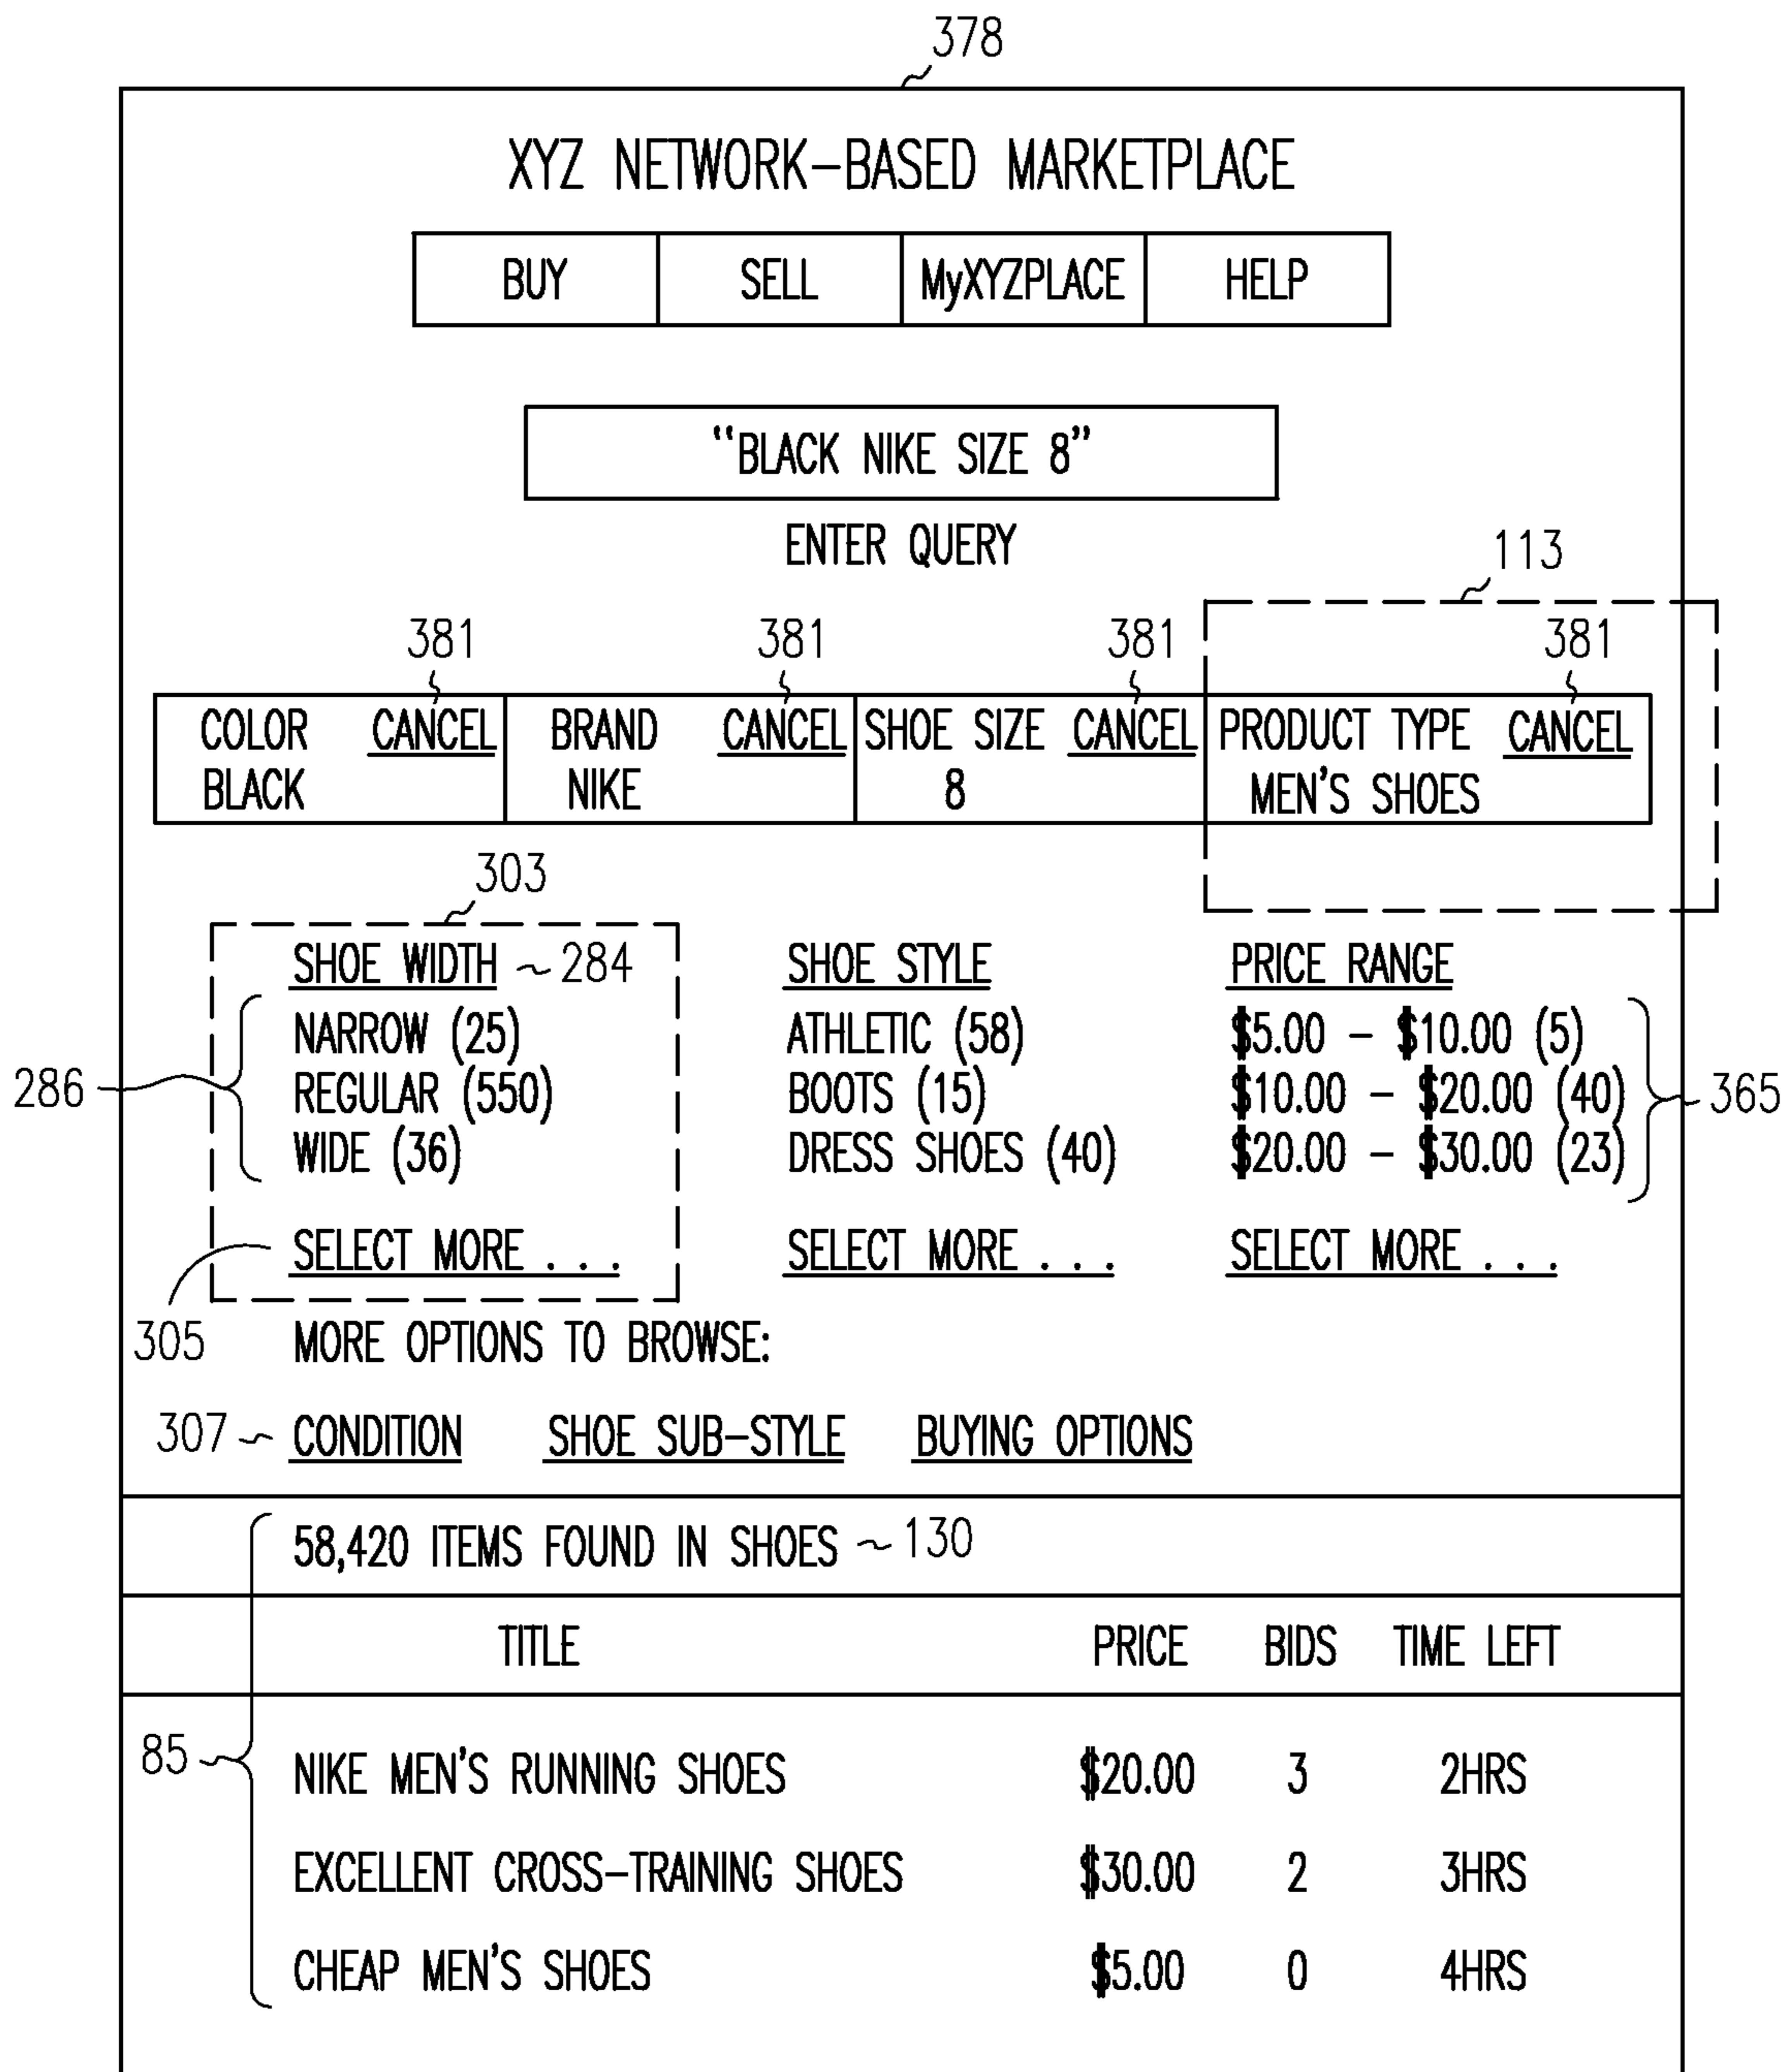 378
XYZ NETWORK-BASED MARKETPLACE
BUY SELL MyXYZPLACE HELP
“BLACK NIKE SIZE 8”
ENTER QUERY
113
381 381 381 381
COLOR CANCEL BRAND CANCEL SHOE SIZE CANCEL PRODUCT TYPE CANCEL
BLACK NIKE 8 MEN'S SHOES
303
SHOE WIDTH 284 SHOE STYLE PRICE RANGE
NARROW (25) ATHLETIC (58) $5.00 - $10.00 (5)
286 REGULAR (550) BOOTS (15) $10.00 - $20.00 (40) 365
WIDE (36) DRESS SHOES (40) $20.00 - $30.00 (23)
SELECT MORE . . . SELECT MORE . . . SELECT MORE . . .
305 MORE OPTIONS TO BROWSE:
307 CONDITION SHOE SUB-STYLE BUYING OPTIONS
58,420 ITEMS FOUND IN SHOES 130
TITLE PRICE BIDS TIME LEFT
85 NIKE MEN'S RUNNING SHOES $20.00 3 2HRS
EXCELLENT CROSS-TRAINING SHOES $30.00 2 3HRS
CHEAP MEN'S SHOES $5.00 0 4HRS